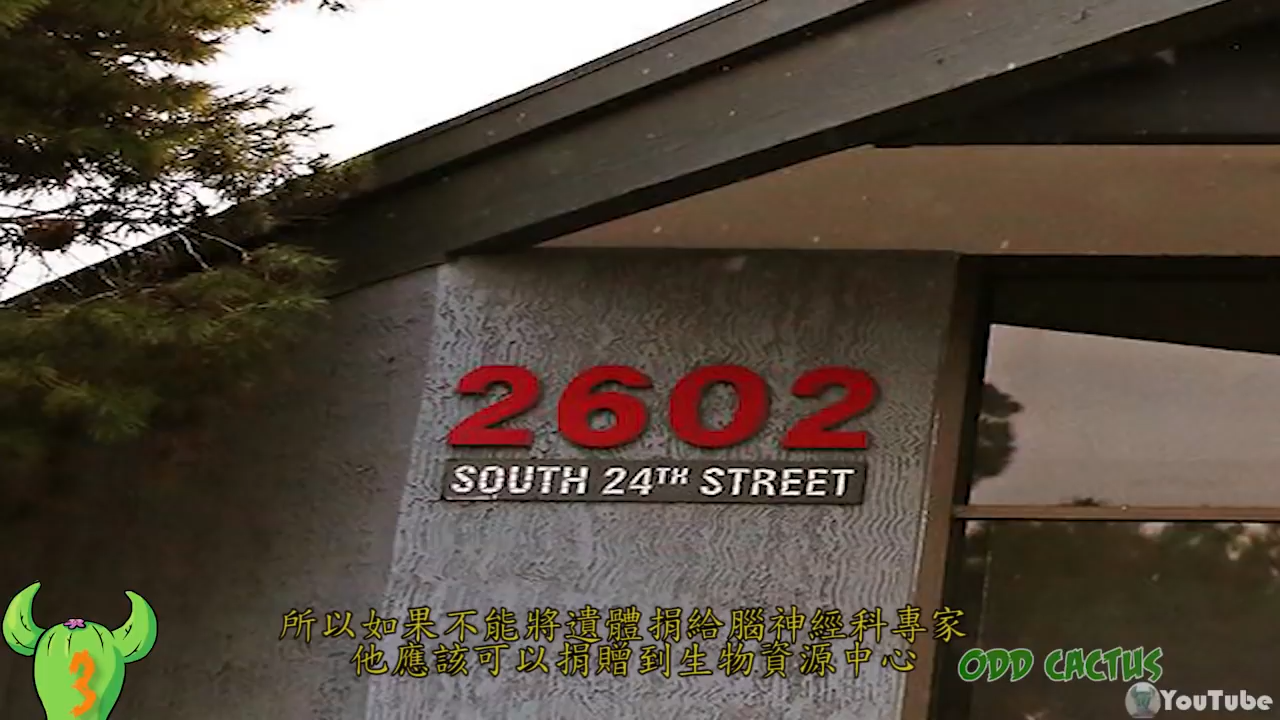 2602
SOUTH 24TH STREET
所以如果不能將遺體捐給腦神經科專家
他應該可以捐贈到生物資源中心
3
ODD CACTUS
YouTube